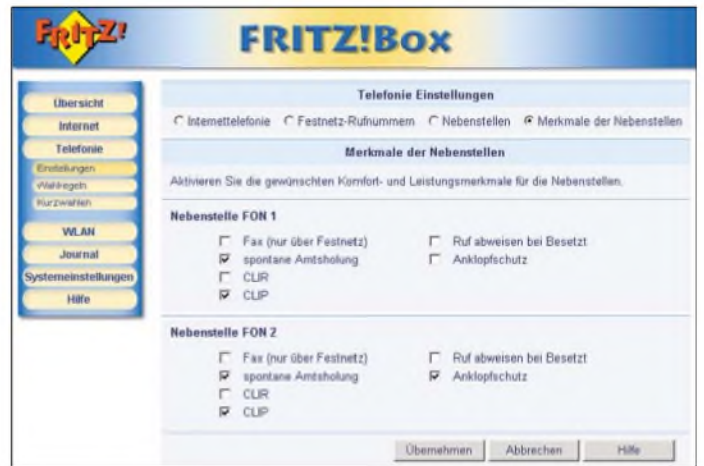 FRITZ!
FRITZ!Box
Übersicht
Internet
Telefonie
Einstellungen
Wahlregeln
Kurzwahlen
WLAN
Journal
Systemeinstellungen
Hilfe
Telefonie Einstellungen
Internettelefonie Festnetz-Rufnummern Nebenstellen Merkmale der Nebenstellen
Merkmale der Nebenstellen
Aktivieren Sie die gewünschten Komfort- und Leistungsmerkmale für die Nebenstellen.
Nebenstelle FON 1
Fax (nur über Festnetz) Ruf abweisen bei Besetzt
spontane Amtsholung Anklopfschutz
CLIR
CLIP
Nebenstelle FON 2
Fax (nur über Festnetz) Ruf abweisen bei Besetzt
spontane Amtsholung Anklopfschutz
CLIR
CLIP
Übernehmen Abbrechen Hilfe